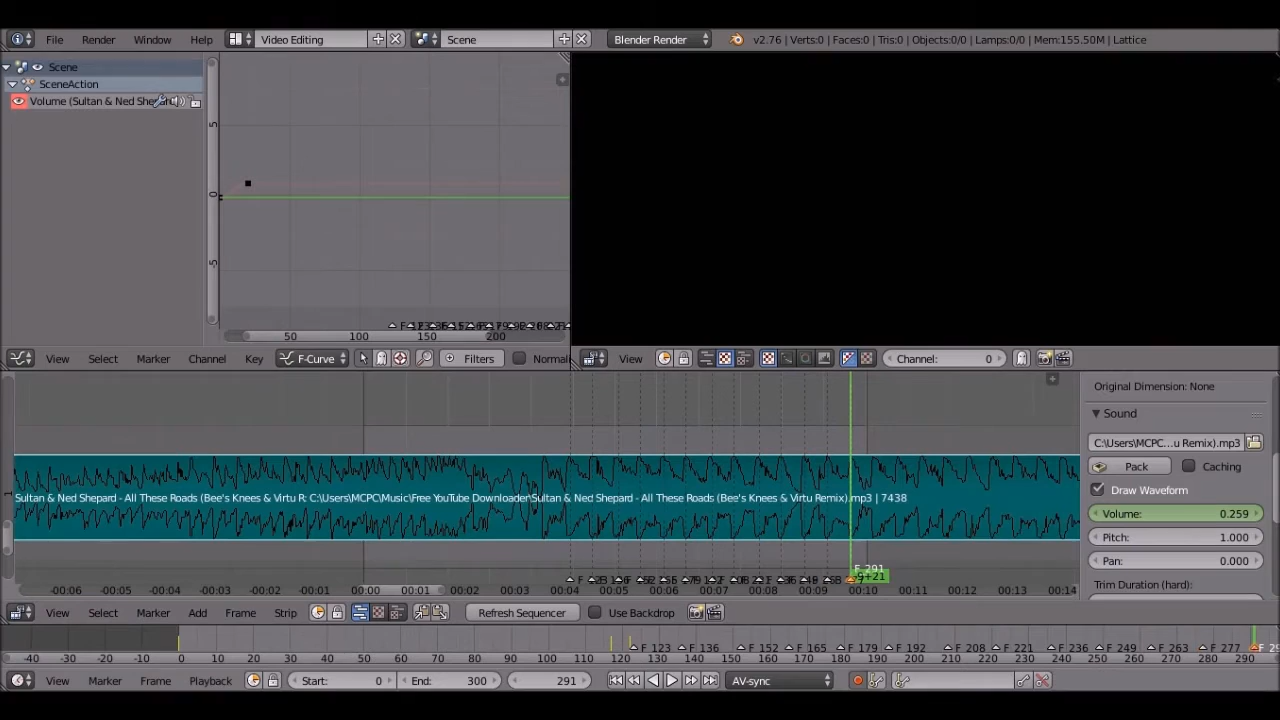 File Render Window Help Video Editing Scene Blender Render v2.76 | Verts:0 | Faces:0 | Tris:0 | Objects:0/0 | Lamps:0/0 | Mem:155.50M | Lattice
Scene
SceneAction
Volume (Sultan & Ned
5
0
-5
50 100 150 200
View Select Marker Channel Key F-Curve Filters Normal
View Channel: 0
Original Dimension: None
Sound
C:\Users\MCPC...u Remix).mp3
Pack Caching
Draw Waveform
Volume: 0.259
Pitch: 1.000
Pan: 0.000
Trim Duration (hard):
1
Sultan & Ned Shepard - All These Roads (Bee's Knees & Virtu R: C:\Users\MCPC\Music\Free YouTube Downloader\Sultan & Ned Shepard - All These Roads (Bee's Knees & Virtu Remix).mp3 | 7438
F 291
9+21
-00:06 -00:05 -00:04 -00:03 -00:02 -00:01 00:00 00:01 00:02 00:03 00:04 00:05 00:06 00:07 00:08 00:09 00:10 00:11 00:12 00:13 00:14
View Select Marker Add Frame Strip Refresh Sequencer Use Backdrop
F 123 F 136 F 152 F 165 F 179 F 192 F 208 F 221 F 236 F 249 F 263 F 277
-40 -30 -20 -10 0 10 20 30 40 50 60 70 80 90 100 110 120 130 140 150 160 170 180 190 200 210 220 230 240 250 260 270 280 290
View Marker Frame Playback Start: 0 End: 300 291 AV-sync